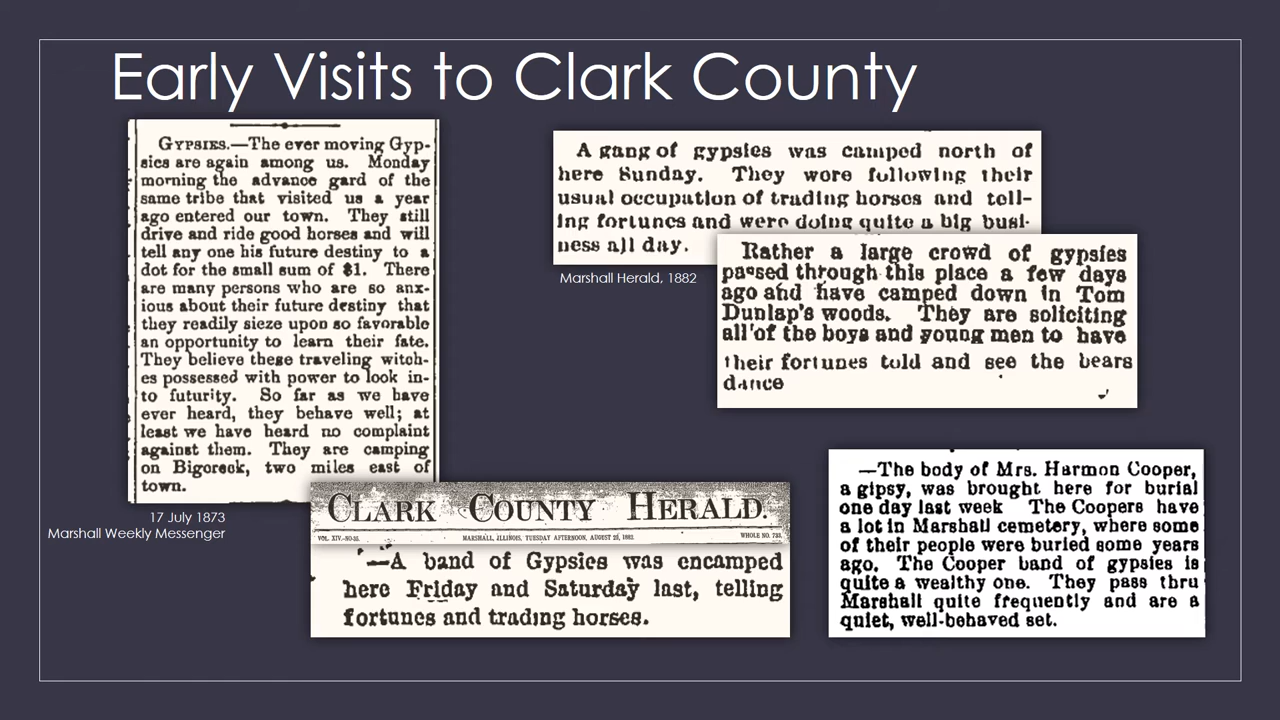 Early Visits to Clark County
GYPSIES.—The ever moving Gyp-
sies are again among us. Monday
morning the advance gard of the
same tribe that visited us a year
ago entered our town. They still
drive and ride good horses and will
tell any one his future destiny to a
dot for the small sum of $1. There
are many persons who are so anx-
ious about their future destiny that
they readily sieze upon so favorable
an opportunity to learn their fate.
They believe these traveling witch-
es possessed with power to look in-
to futurity. So far as we have
ever heard, they behave well; at
least we have heard no complaint
against them. They are camping
on Bigcreek, two miles east of
town.
17 July 1873
Marshall Weekly Messenger
A gang of gypsies was camped north of
here Sunday. They were following their
usual occupation of trading horses and tell-
ing fortunes and were doing quite a big busi-
ness all day.
Marshall Herald, 1882
Rather a large crowd of gypsies
passed through this place a few days
ago and have camped down in Tom
Dunlap's woods. They are soliciting
all of the boys and young men to have
their fortunes told and see the bears
dance
CLARK COUNTY HERALD.
VOL. XIV.—NO. 35. MARSHALL, ILLINOIS, TUESDAY AFTERNOON, AUGUST 1882. WHOLE NO. 733.
—A band of Gypsies was encamped
here Friday and Saturday last, telling
fortunes and trading horses.
—The body of Mrs. Harmon Cooper,
a gipsy, was brought here for burial
one day last week The Coopers have
a lot in Marshall cemetery, where some
of their people were buried some years
ago. The Cooper band of gypsies is
quite a wealthy one. They pass thru
Marshall quite frequently and are a
quiet, well-behaved set.